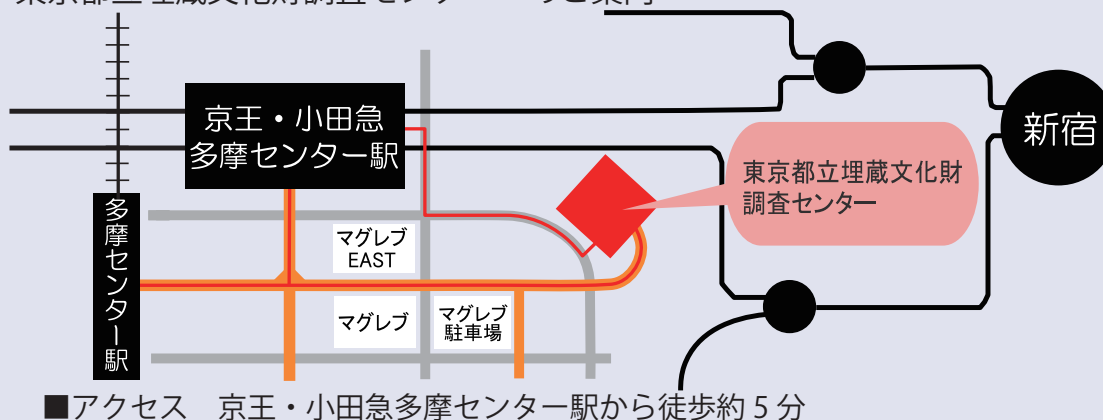 京王・小田急
多摩センター駅
新宿
東京都立埋蔵文化財
調査センター
多摩センター駅
マグレブ
EAST
マグレブ
マグレブ
駐車場
■アクセス　京王・小田急多摩センター駅から徒歩約 5 分